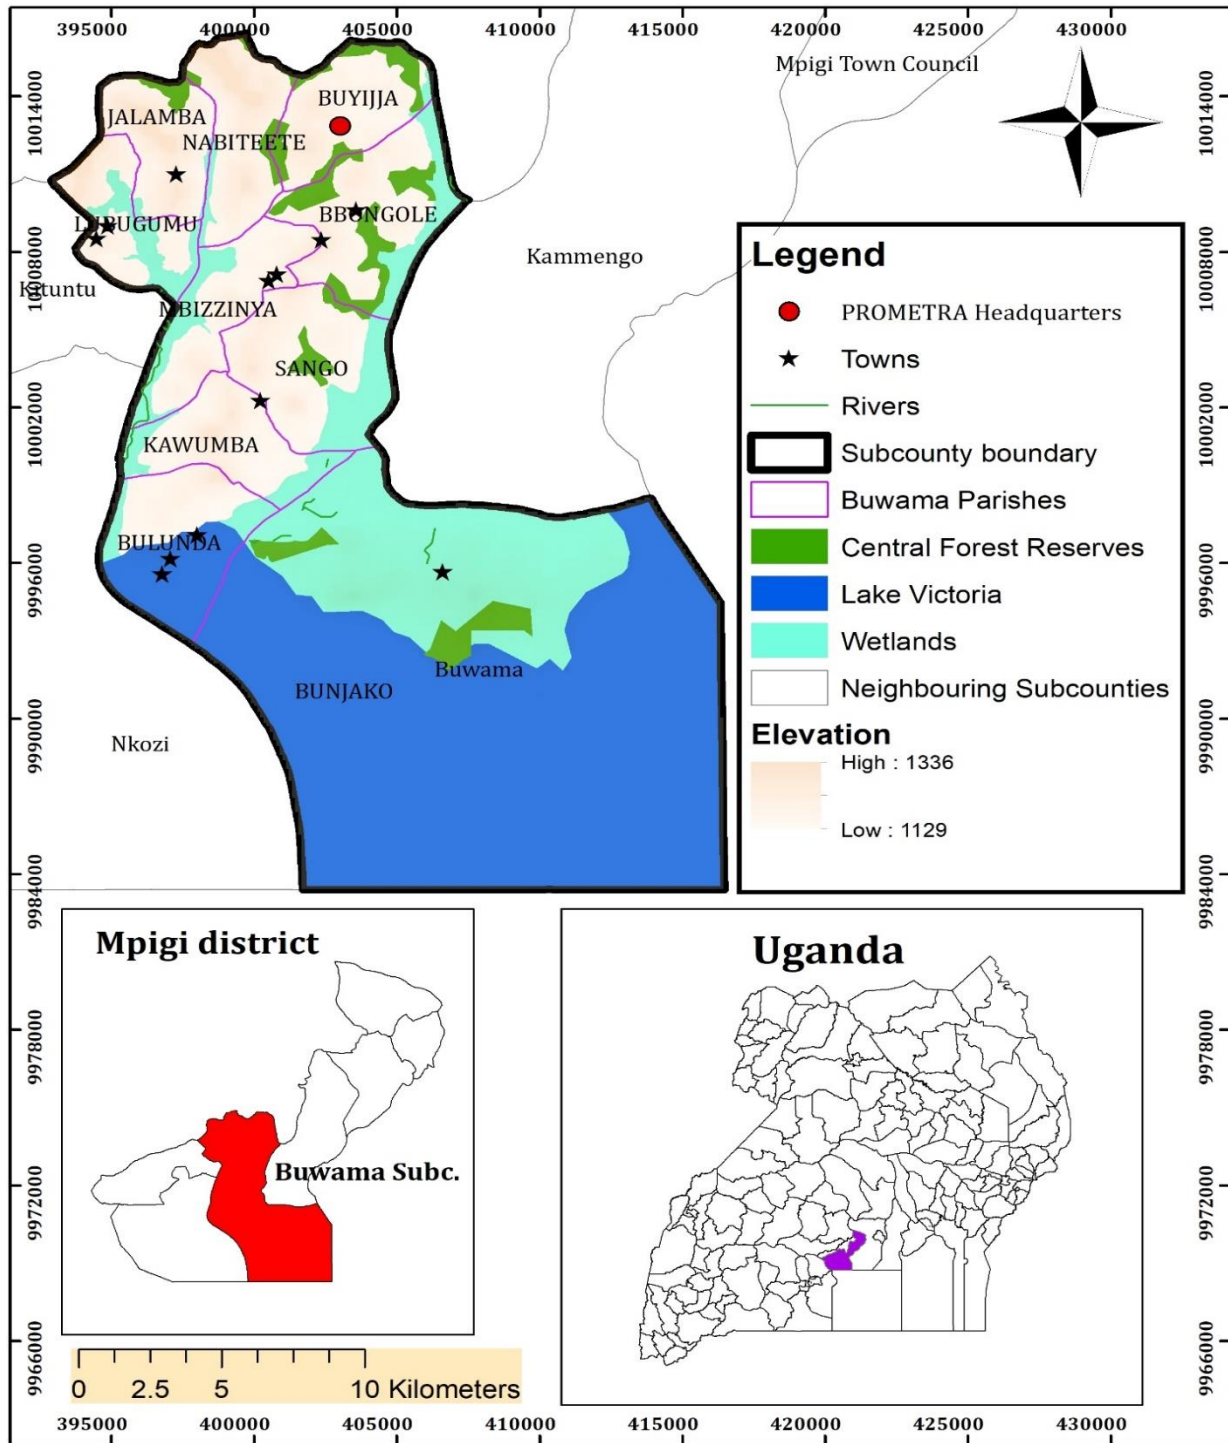 395000 400000 405000 410000 415000 420000 425000 430000
Mpigi Town Council
BUYIJJA
JALAMBA
NABITEETE
LUBUGUMU
BBONGOLE
Kammengo
Kituntu
MBIZZINYA
SANGO
KAWUMBA
BULUNDA
Buwama
BUNJAKO
Nkozi
10014000
10008000
10002000
9996000
9990000
9984000
9978000
9972000
9966000
10014000
10008000
10002000
9996000
9990000
9984000
9978000
9972000
9966000
Legend
PROMETRA Headquarters
Towns
Rivers
Subcounty boundary
Buwama Parishes
Central Forest Reserves
Lake Victoria
Wetlands
Neighbouring Subcounties
Elevation
High : 1336
Low : 1129
Mpigi district
Buwama Subc.
Uganda
0 2.5 5 10 Kilometers
395000 400000 405000 410000 415000 420000 425000 430000